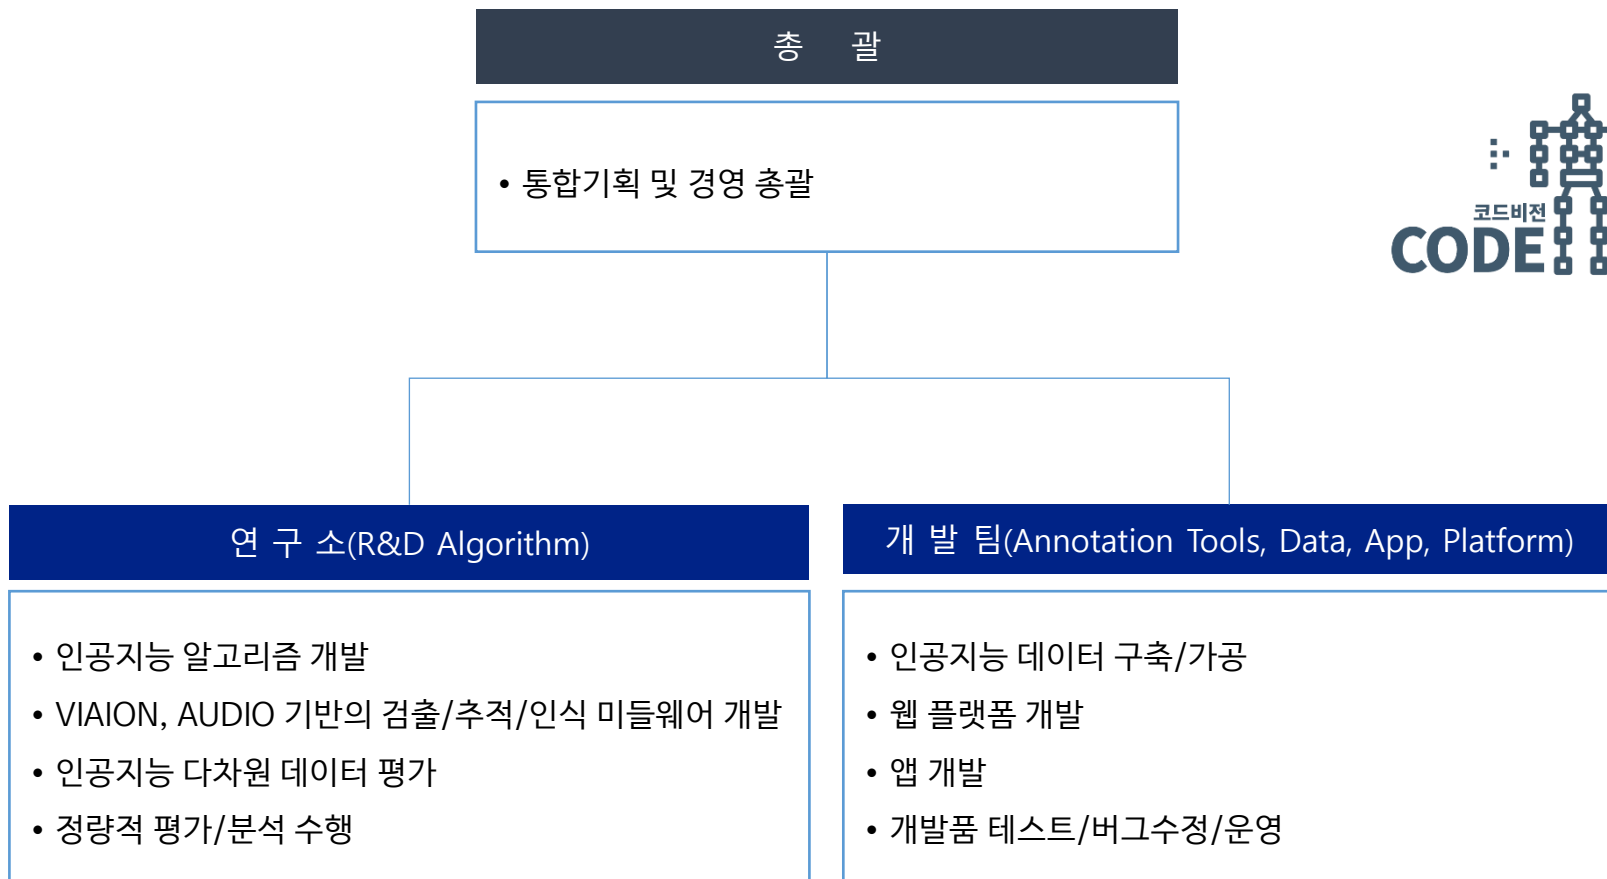 총 괄
• 통합기획 및 경영 총괄
코드비전
CODE
연 구 소(R&D Algorithm)
• 인공지능 알고리즘 개발
• VIAION, AUDIO 기반의 검출/추적/인식 미들웨어 개발
• 인공지능 다차원 데이터 평가
• 정량적 평가/분석 수행
개 발 팀(Annotation Tools, Data, App, Platform)
• 인공지능 데이터 구축/가공
• 웹 플랫폼 개발
• 앱 개발
• 개발품 테스트/버그수정/운영